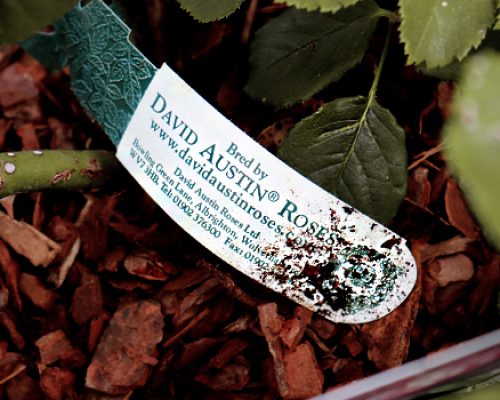 Bred by
DAVID AUSTIN® ROSES
www.davidaustinroses.com
David Austin Roses Ltd
Bowling Green Lane, Albrighton,
WV7 3HB. Tel: 01902 376300 Fax: 01902